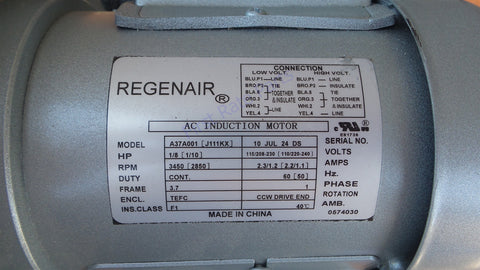 REGENAIR®
CONNECTION
LOW VOLT. HIGH VOLT.
BLU.P1 LINE BLU.P1 LINE
BRO.P2 TIE BRO.P2 TIE
BLA.5 TOGETHER BLA.5 & INSULATE
ORG.3 & INSULATE ORG.3 TOGETHER
WHI.2 WHI.2 & INSULATE
YEL.4 LINE YEL.4 LINE
AC INDUCTION MOTOR
MODEL A37A001 [J111KX] 10 JUL 24 DS SERIAL NO.
HP 1/8 [1/10] 110/208-230 [110/220-240] VOLTS
RPM 3450 [2850] 2.3/1.2 [2.2/1.1] AMPS
DUTY CONT. 60 [50] Hz.
FRAME 3.7 1 PHASE
ENCL. TEFC CCW DRIVE END ROTATION
INS.CLASS F1 40℃ AMB.
MADE IN CHINA 0574030